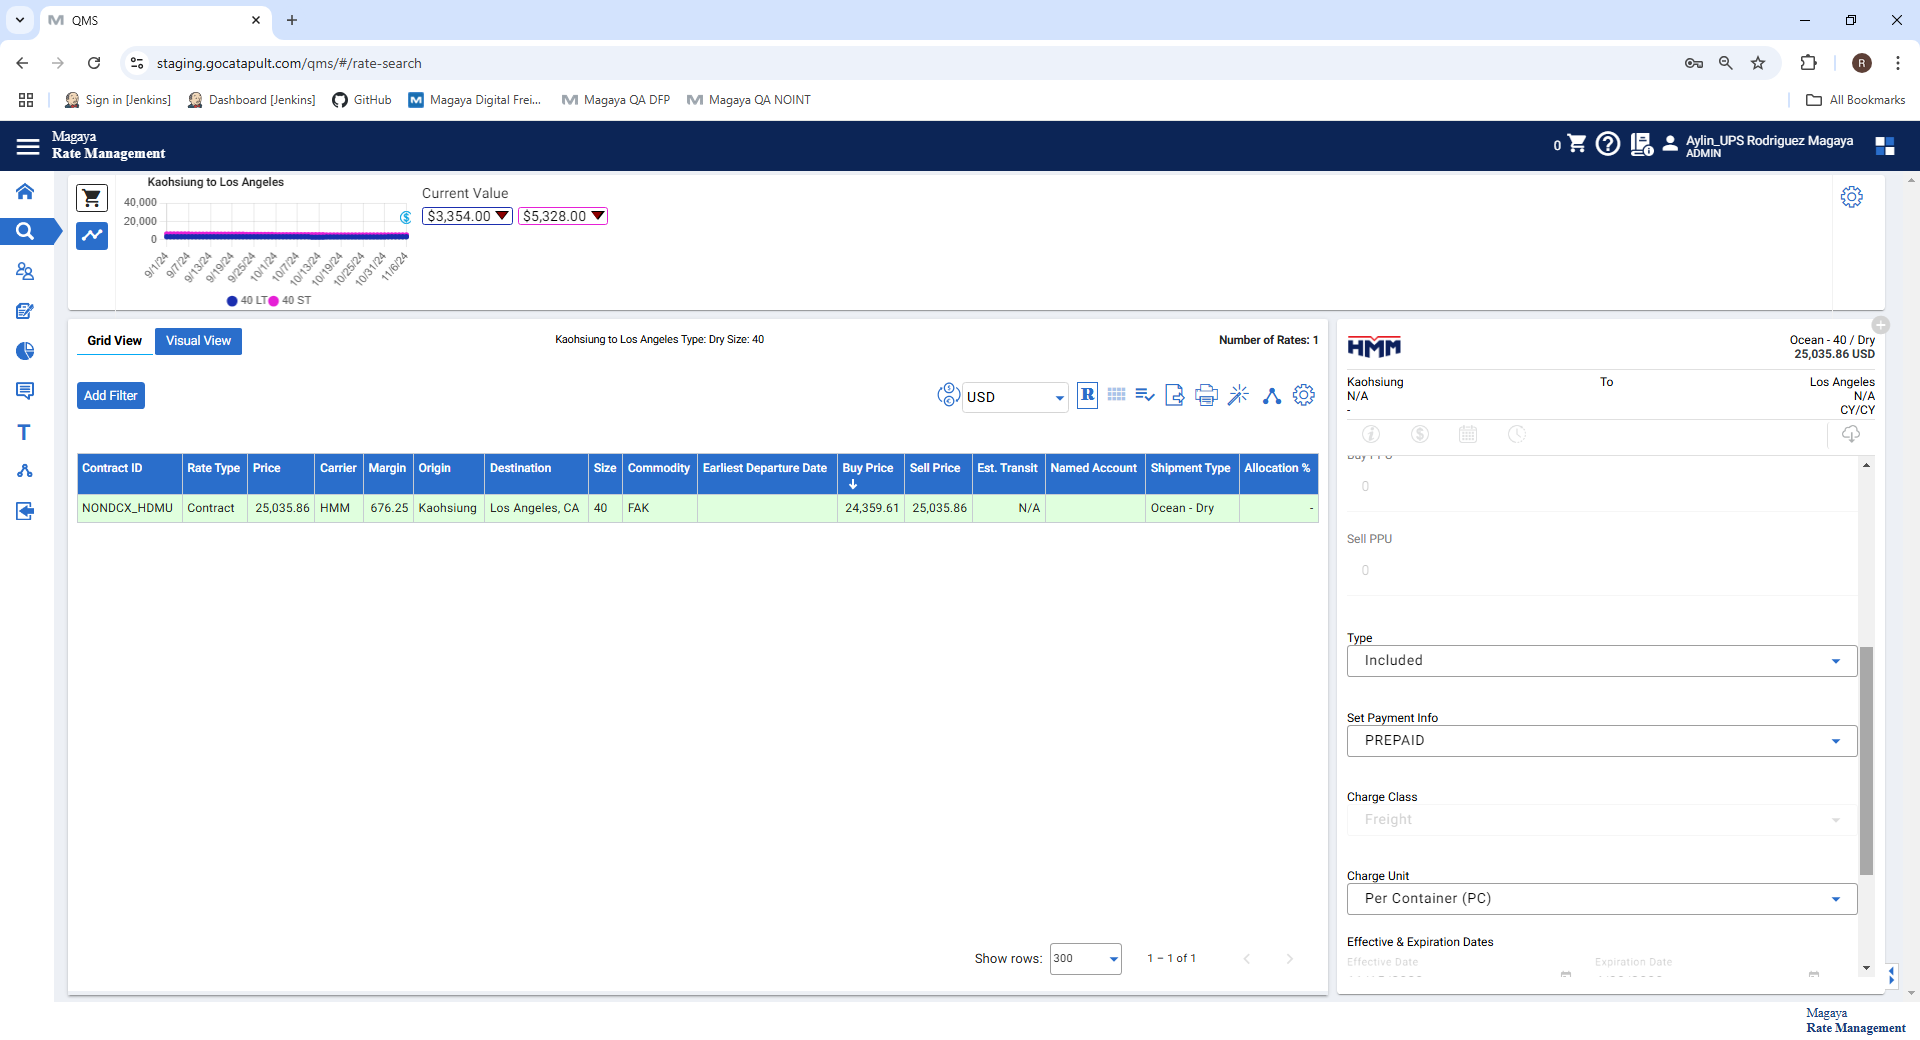 QMS
staging.gocatapult.com/qms/#/rate-search
R
Sign in [Jenkins]
Dashboard [Jenkins]
GitHub
Magaya Digital Frei...
Magaya QA DFP
Magaya QA NOINT
All Bookmarks
Magaya
Rate Management
0
Aylin_UPS Rodriguez Magaya
ADMIN
Kaohsiung to Los Angeles
40,000
20,000
0
9/1/24
9/7/24
9/13/24
9/19/24
9/25/24
10/1/24
10/7/24
10/13/24
10/19/24
10/25/24
10/31/24
11/6/24
40 LT
40 ST
Current Value
$3,354.00
$5,328.00
Grid View
Visual View
Kaohsiung to Los Angeles Type: Dry Size: 40
Number of Rates: 1
Add Filter
USD
R
Contract ID Rate Type Price Carrier Margin Origin Destination Size Commodity Earliest Departure Date Buy Price Sell Price Est. Transit Named Account Shipment Type Allocation %
NONDCX_HDMU Contract 25,035.86 HMM 676.25 Kaohsiung Los Angeles, CA 40 FAK 24,359.61 25,035.86 N/A Ocean - Dry -
Show rows:
300
1 – 1 of 1
HMM
Ocean - 40 / Dry
25,035.86 USD
Kaohsiung To Los Angeles
N/A N/A
- CY/CY
Buy PPU
0
Sell PPU
0
Type
Included
Set Payment Info
PREPAID
Charge Class
Freight
Charge Unit
Per Container (PC)
Effective & Expiration Dates
Effective Date
Expiration Date
Magaya
Rate Management